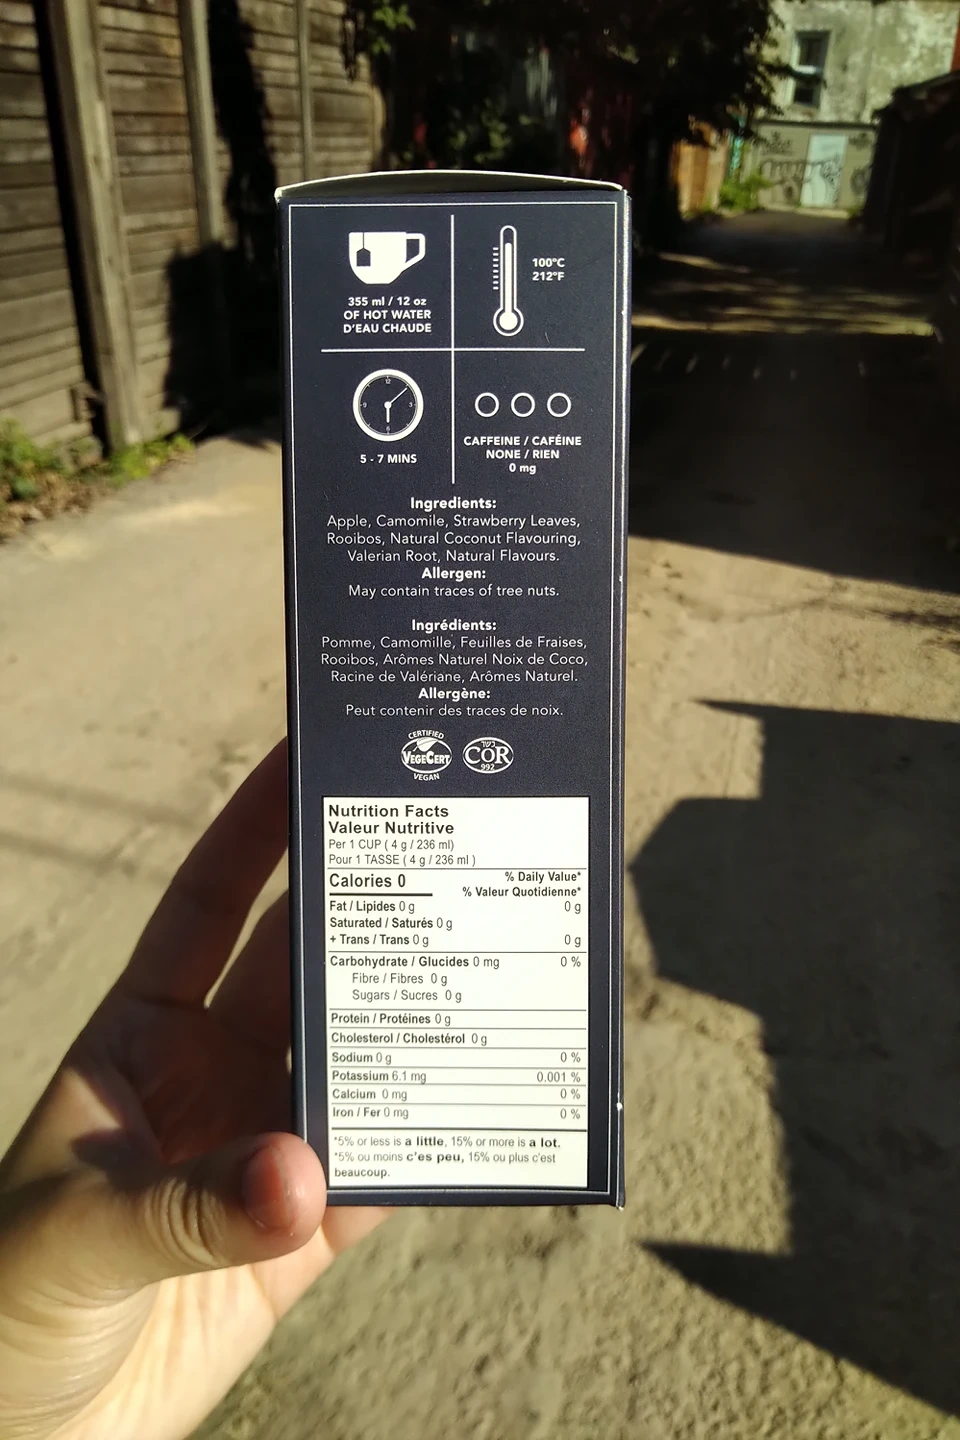 355 ml / 12 oz
OF HOT WATER
D'EAU CHAUDE
100°C
212°F
5 - 7 MINS
CAFFEINE / CAFÉINE
NONE / RIEN
0 mg
Ingredients:
Apple, Camomile, Strawberry Leaves,
Rooibos, Natural Coconut Flavouring,
Valerian Root, Natural Flavours.
Allergen:
May contain traces of tree nuts.
Ingrédients:
Pomme, Camomille, Feuilles de Fraises,
Rooibos, Arômes Naturel Noix de Coco,
Racine de Valériane, Arômes Naturel.
Allergène:
Peut contenir des traces de noix.
CERTIFIED
VEGECERT
VEGAN
כשר
COR
992
Nutrition Facts
Valeur Nutritive
Per 1 CUP ( 4 g / 236 ml)
Pour 1 TASSE ( 4 g / 236 ml )
Calories 0
% Daily Value*
% Valeur Quotidienne*
Fat / Lipides 0 g 0 g
Saturated / Saturés 0 g
+ Trans / Trans 0 g 0 g
Carbohydrate / Glucides 0 mg 0 %
Fibre / Fibres 0 g
Sugars / Sucres 0 g
Protein / Protéines 0 g
Cholesterol / Cholestérol 0 g
Sodium 0 g 0 %
Potassium 6.1 mg 0.001 %
Calcium 0 mg 0 %
Iron / Fer 0 mg 0 %
*5% or less is a little, 15% or more is a lot.
*5% ou moins c'es peu, 15% ou plus c'est
beaucoup.